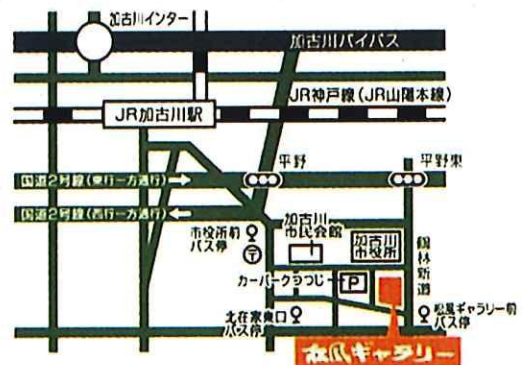 加古川インター
加古川バイパス
JR神戸線(JR山陽本線)
JR加古川駅
平野
平野東
国道2号線(東行一方通行)→
国道2号線(西行一方通行)←
市役所前
バス停
加古川
市民会館
加古川
市役所
鶴林新道
カーパークつつじ
P
北在家東口
バス停
松風ギャラリー前
バス停
松風ギャラリー